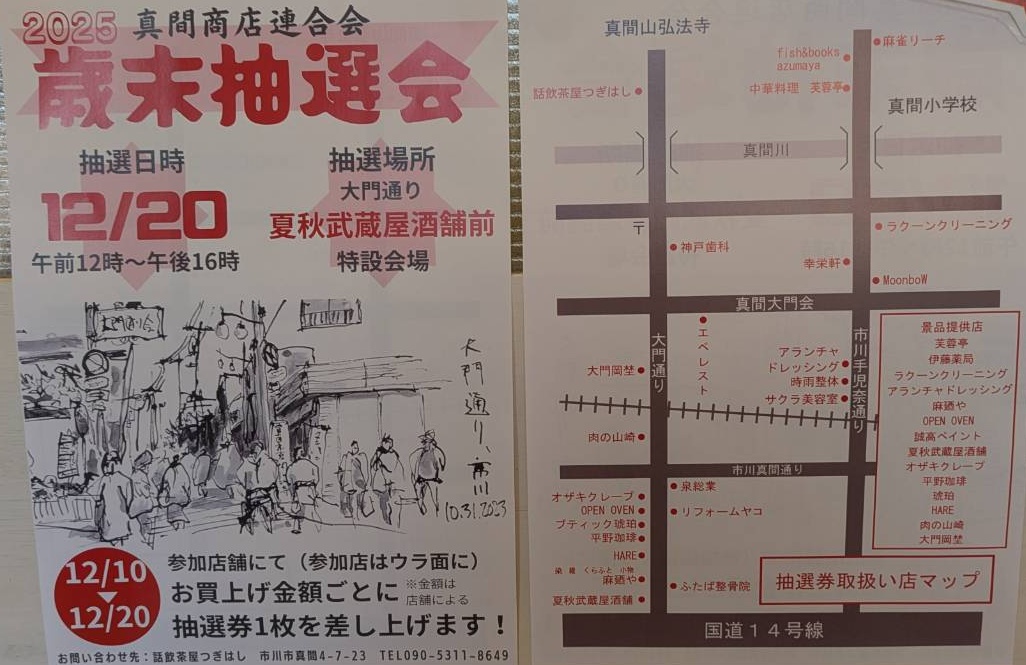 2025 真間商店連合会
歳末抽選会
抽選日時
12/20
午前12時～午後16時
抽選場所
大門通り
夏秋武蔵屋酒舗前
特設会場
大門通り、市川
10.31.2023
12/10
12/20
参加店舗にて（参加店はウラ面に）
お買上げ金額ごとに ※金額は
店舗による
抽選券1枚を差し上げます！
お問い合わせ先：話飲茶屋つぎはし 市川市真間4-7-23 TEL090-5311-8649
真間山弘法寺
麻雀リーチ
fish&books
azumaya
中華料理 芙蓉亭
話飲茶屋つぎはし
真間小学校
真間川
〒
神戸歯科
ラクーンクリーニング
幸栄軒
MoonboW
真間大門会
大門通り
エベレスト
市川手児奈通り
アランチャ
ドレッシング
時雨整体
サクラ美容室
大門岡埜
肉の山崎
市川真間通り
オザキクレープ
OPEN OVEN
ブティック琥珀
平野珈琲
HARE
染 織 くらふと 小物
麻廼や
夏秋武蔵屋酒舗
泉総業
リフォームヤコ
ふたば整骨院
景品提供店
芙蓉亭
伊藤薬局
ラクーンクリーニング
アランチャドレッシング
麻廼や
OPEN OVEN
誠高ペイント
夏秋武蔵屋酒舗
オザキクレープ
平野珈琲
琥珀
HARE
肉の山崎
大門岡埜
抽選券取扱い店マップ
国道１４号線